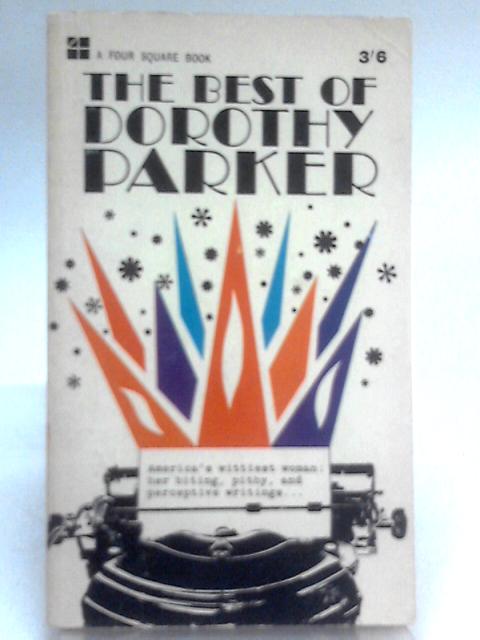 A FOUR SQUARE BOOK
3'6
THE BEST OF
DOROTHY
PARKER
America's wittiest woman:
her biting, pithy, and
perceptive writings...